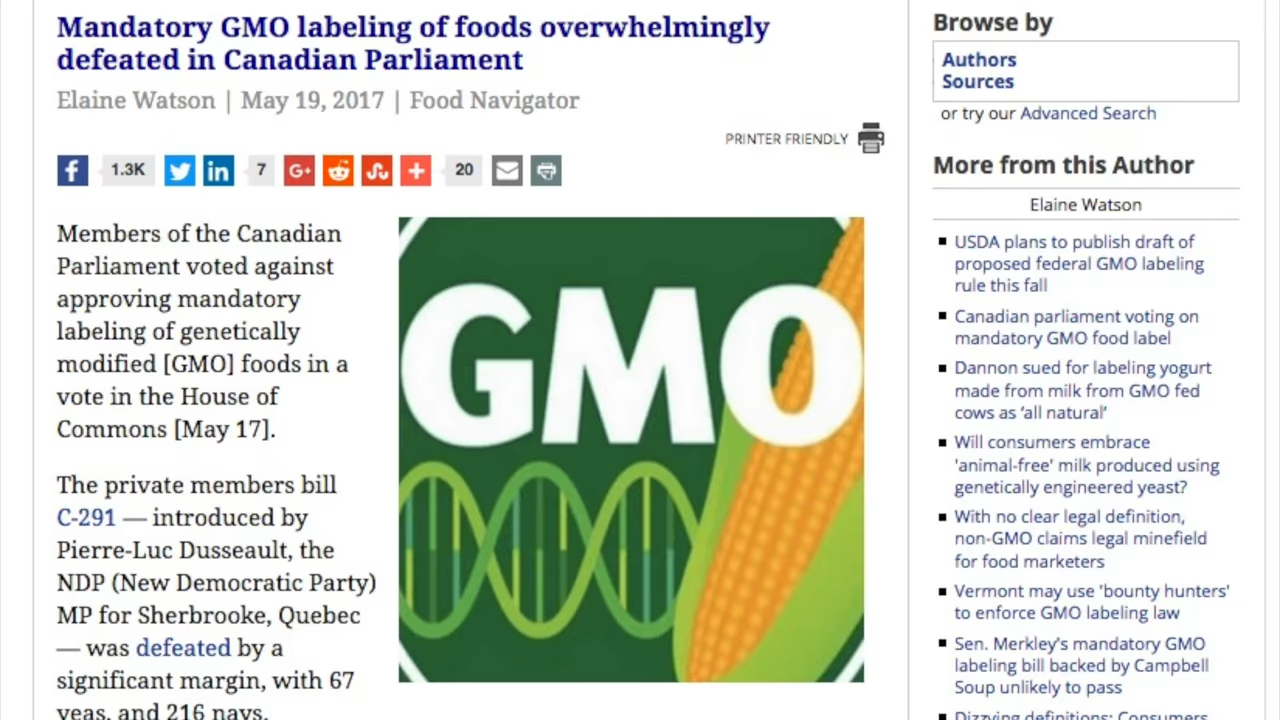 Mandatory GMO labeling of foods overwhelmingly
defeated in Canadian Parliament
Elaine Watson | May 19, 2017 | Food Navigator
PRINTER FRIENDLY
1.3K
7
G+
20
Members of the Canadian
Parliament voted against
approving mandatory
labeling of genetically
modified [GMO] foods in a
vote in the House of
Commons [May 17].
The private members bill
C-291 — introduced by
Pierre-Luc Dusseault, the
NDP (New Democratic Party)
MP for Sherbrooke, Quebec
— was defeated by a
significant margin, with 67
yeas, and 216 nays.
GMO
Browse by
Authors
Sources
or try our Advanced Search
More from this Author
Elaine Watson
USDA plans to publish draft of
proposed federal GMO labeling
rule this fall
Canadian parliament voting on
mandatory GMO food label
Dannon sued for labeling yogurt
made from milk from GMO fed
cows as ‘all natural’
Will consumers embrace
'animal-free' milk produced using
genetically engineered yeast?
With no clear legal definition,
non-GMO claims legal minefield
for food marketers
Vermont may use 'bounty hunters'
to enforce GMO labeling law
Sen. Merkley's mandatory GMO
labeling bill backed by Campbell
Soup unlikely to pass
Dizzying definitions: Consumers